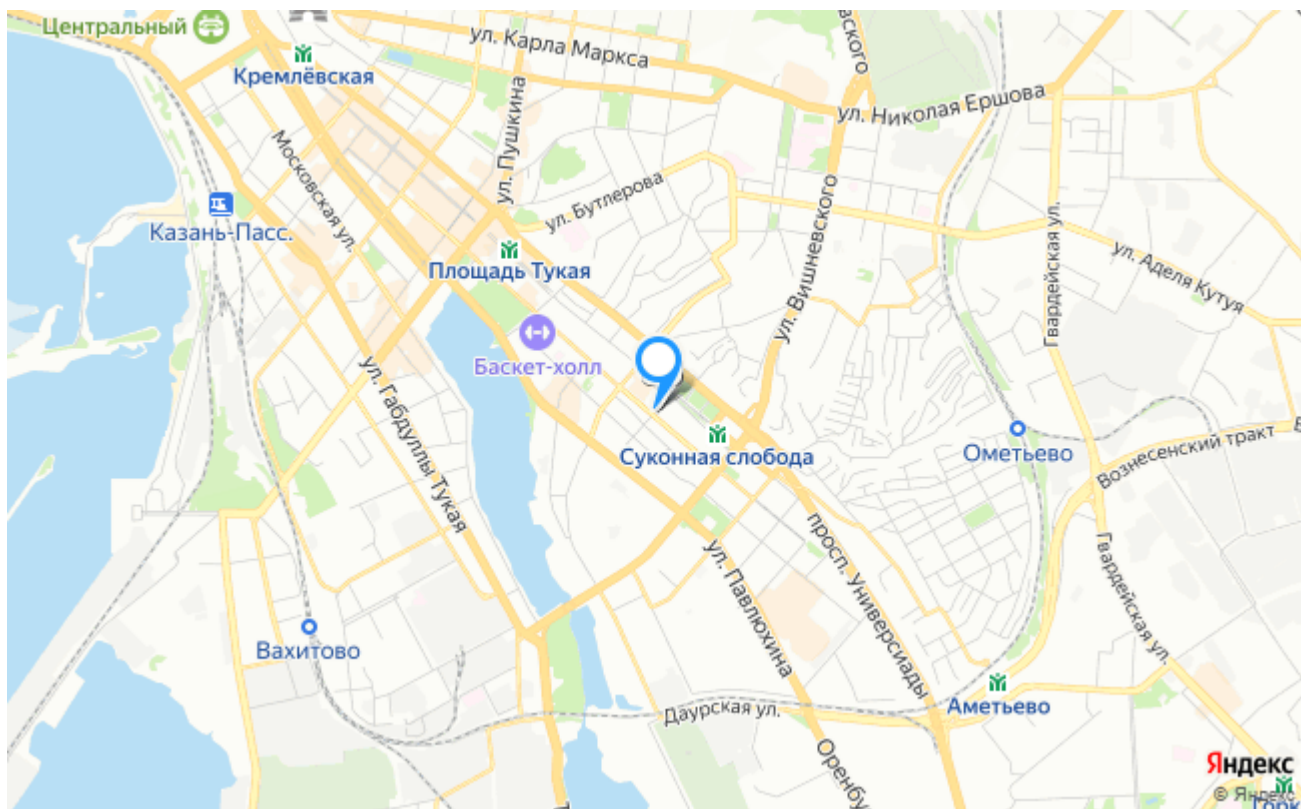 Центральный
ул. Карла Маркса
Кремлёвская
ул. Николая Ершова
ул. Пушкина
Московская ул.
ул. Бутлерова
Казань-Пасс.
Площадь Тукая
ул. Вишневского
Гвардейская ул.
ул. Аделя Кутуя
Баскет-холл
ул. Габдуллы Тукая
Суконная слобода
Ометьево
Вознесенский тракт
просп. Универсиады
ул. Павлюхина
Гвардейская ул.
Вахитово
Аметьево
Даурская ул.
Яндекс
© Яндекс